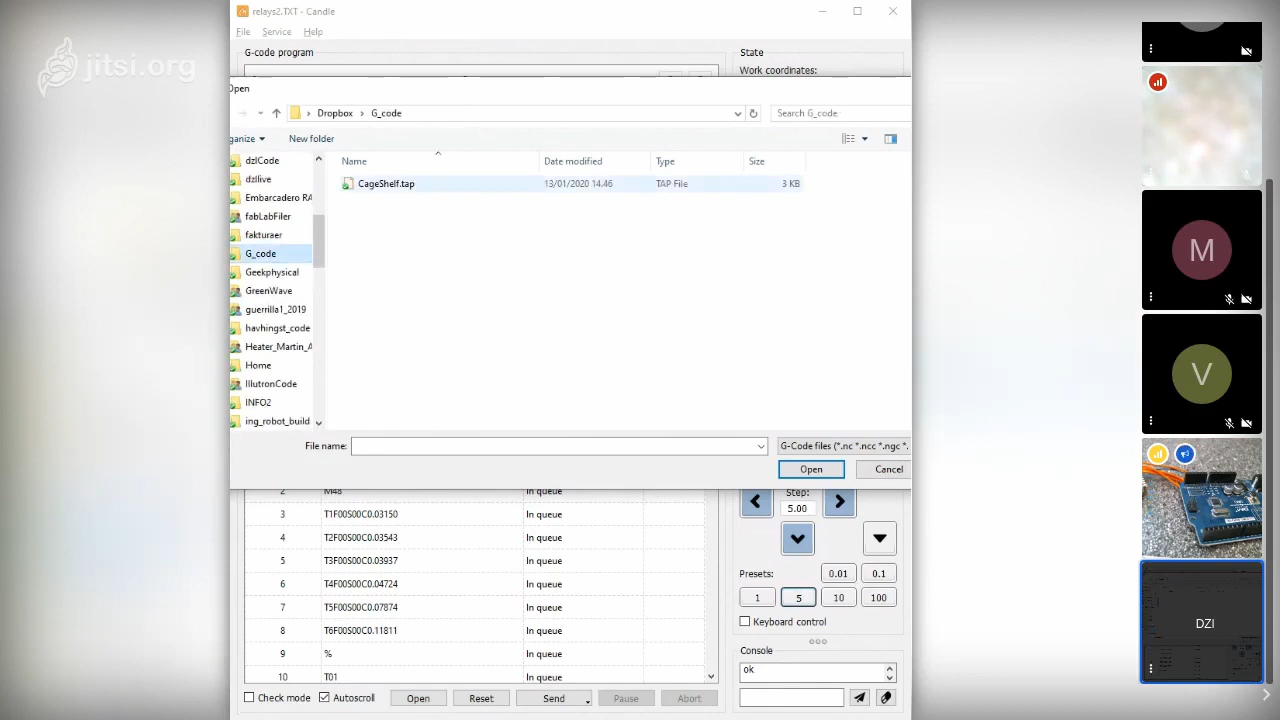 jitsi.org
relays2.TXT - Candle
File Service Help
G-code program
State
Work coordinates:
Open
Dropbox G_code
Search G_code
ganize
New folder
Name Date modified Type Size
CageShelf.tap 13/01/2020 14.46 TAP File 3 KB
dzlCode
dzllive
Embarcadero RA
fabLabFiler
fakturaer
G_code
Geekphysical
GreenWave
guerrilla1_2019
havhingst_code
Heater_Martin_A
Home
IllutronCode
INFO2
ing_robot_build
File name:
G-Code files (*.nc *.ncc *.ngc *.
Open Cancel
2 M48 In queue
3 T1F00S00C0.03150 In queue
4 T2F00S00C0.03543 In queue
5 T3F00S00C0.03937 In queue
6 T4F00S00C0.04724 In queue
7 T5F00S00C0.07874 In queue
8 T6F00S00C0.11811 In queue
9 % In queue
10 T01 In queue
Step:
5.00
Presets: 0.01 0.1
1 5 10 100
Keyboard control
Console
ok
Check mode Autoscroll Open Reset Send Pause Abort
M
V
DZl